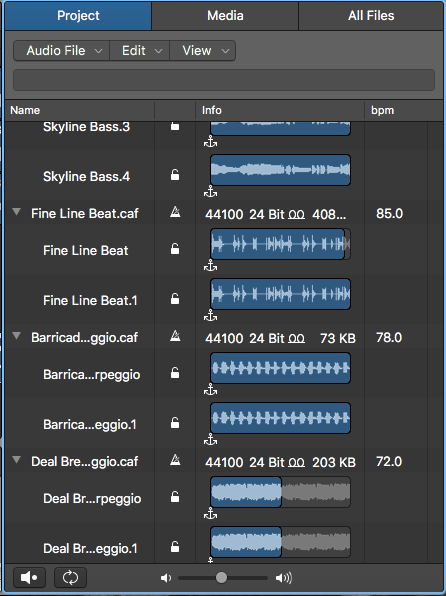 Project Media All Files
Audio File Edit View
Name Info bpm
Skyline Bass.3
Skyline Bass.4
Fine Line Beat.caf 44100 24 Bit 408... 85.0
Fine Line Beat
Fine Line Beat.1
Barricad...ggio.caf 44100 24 Bit 73 KB 78.0
Barrica...rpeggio
Barrica...eggio.1
Deal Bre...ggio.caf 44100 24 Bit 203 KB 72.0
Deal Br...rpeggio
Deal Br...eggio.1